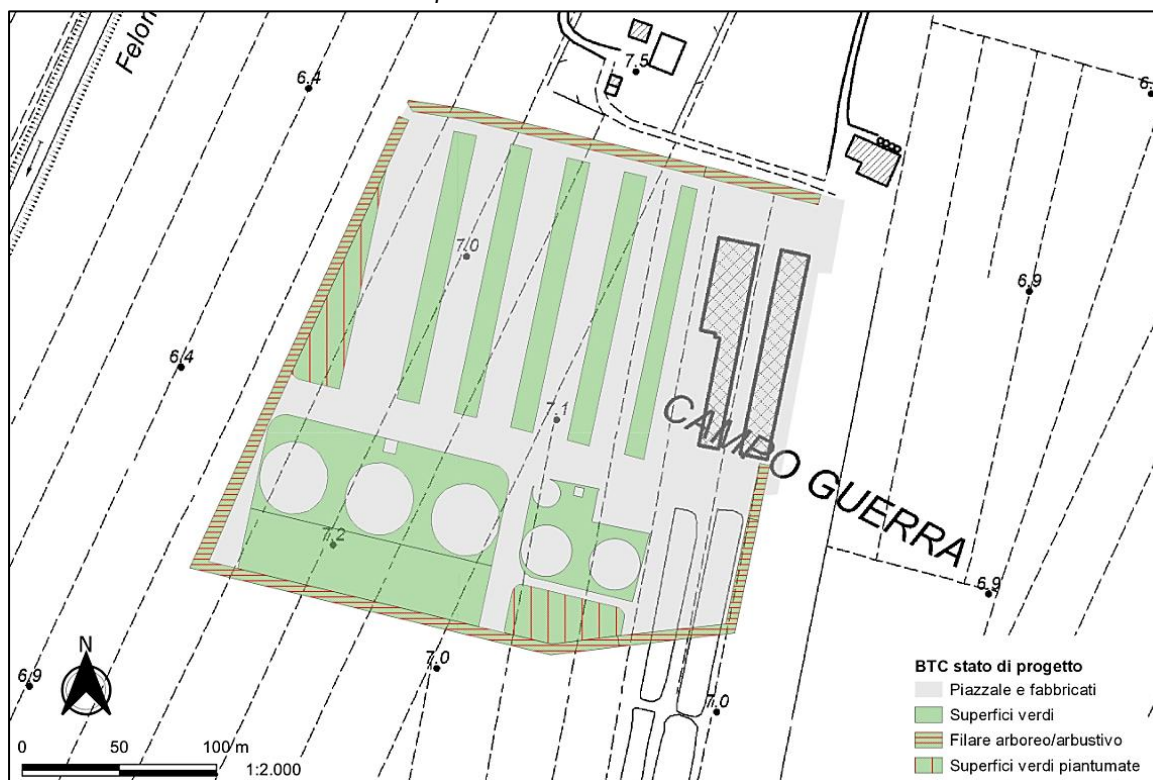 Felon
6.4
7.5
6.9
7.0
6.4
7.1
CAMPO GUERRA
7.2
6.9
7.0
6.9
7.0
N
0 50 100 m
1:2.000
BTC stato di progetto
Piazzale e fabbricati
Superfici verdi
Filare arboreo/arbustivo
Superfici verdi piantumate